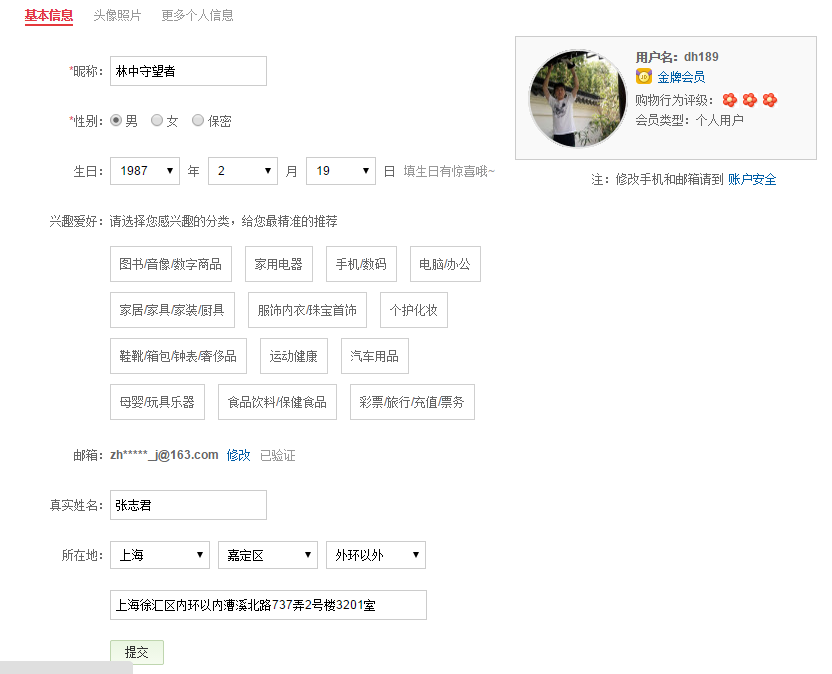 基本信息 头像照片 更多个人信息
用户名：dh189
金牌会员
购物行为评级：
会员类型：个人用户
注：修改手机和邮箱请到 账户安全
*昵称： 林中守望者
*性别： 男 女 保密
生日： 1987 年 2 月 19 日 填生日有惊喜哦~
兴趣爱好：请选择您感兴趣的分类，给您最精准的推荐
图书/音像/数字商品 家用电器 手机/数码 电脑/办公
家居/家具/家装/厨具 服饰内衣/珠宝首饰 个护化妆
鞋靴/箱包/钟表/奢侈品 运动健康 汽车用品
母婴/玩具乐器 食品饮料/保健食品 彩票/旅行/充值/票务
邮箱：zh*****_j@163.com 修改 已验证
真实姓名： 张志君
所在地： 上海 嘉定区 外环以外
上海徐汇区内环以内漕溪北路737弄2号楼3201室
提交